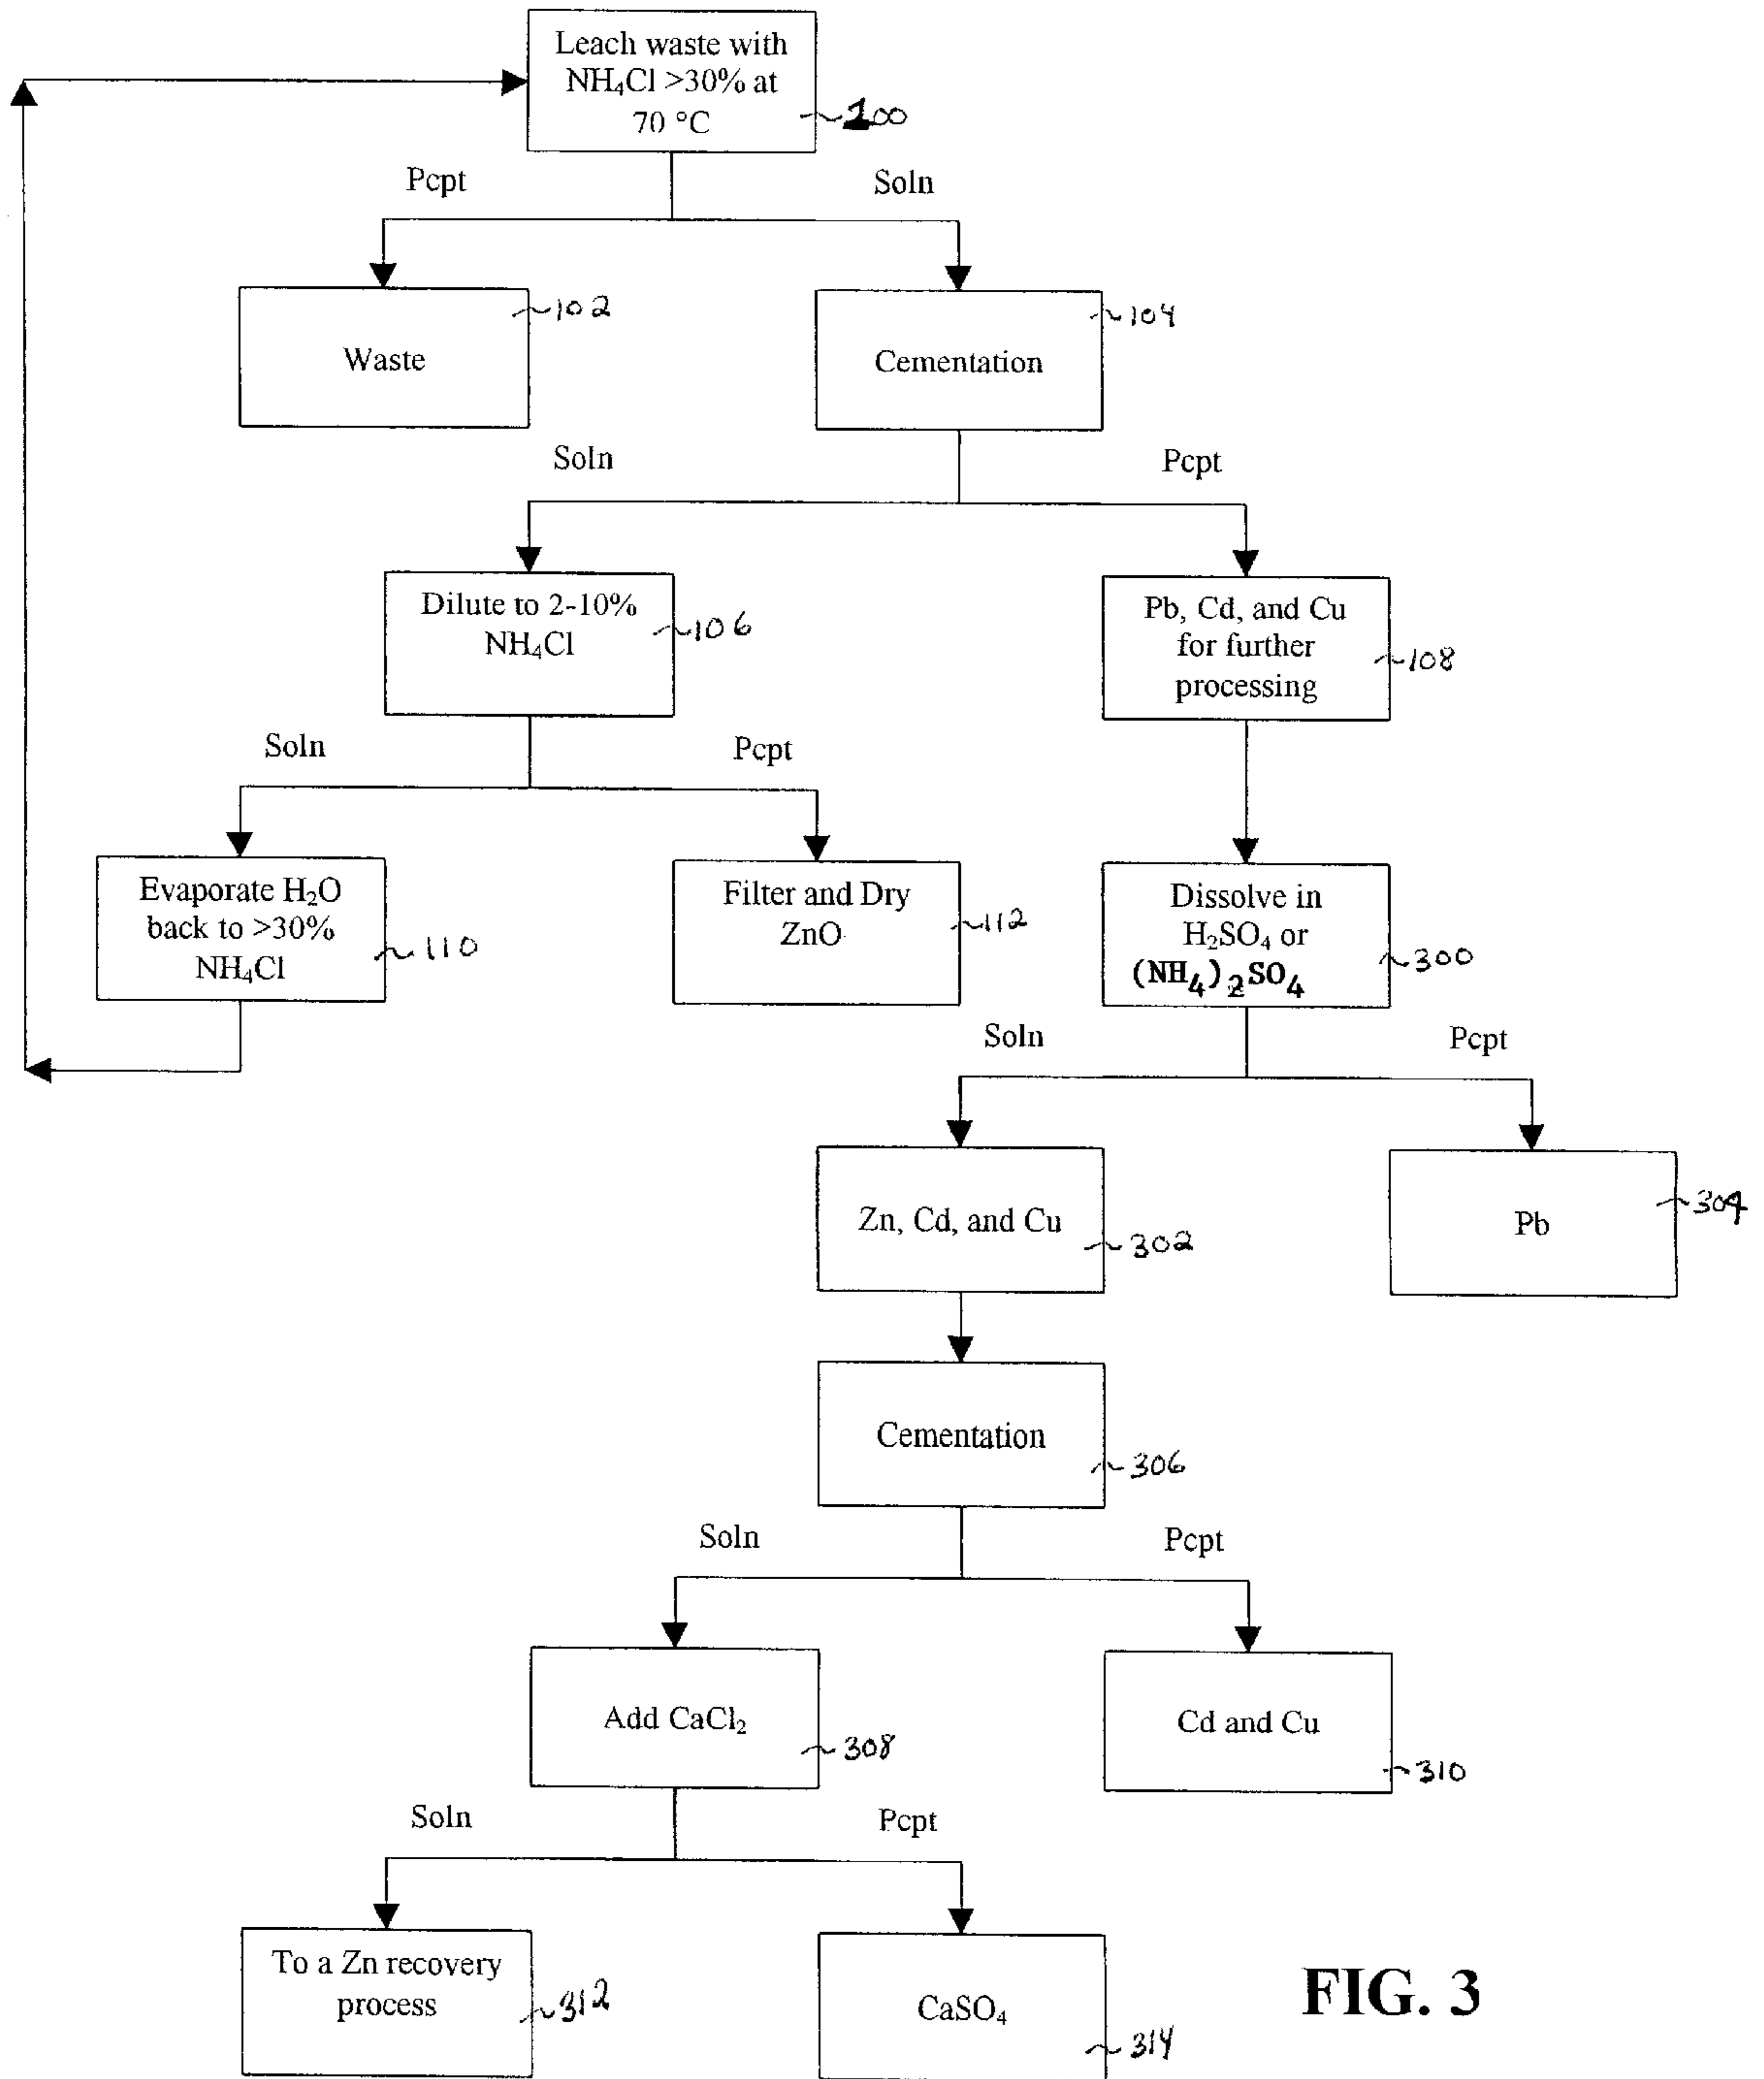 Leach waste with
NH₄Cl >30% at
70 °C
100
Pcpt
Soln
102
Waste
104
Cementation
Soln
Pcpt
Dilute to 2-10%
NH₄Cl
106
Pb, Cd, and Cu
for further
processing
108
Soln
Pcpt
Evaporate H₂O
back to >30%
NH₄Cl
110
Filter and Dry
ZnO
112
Dissolve in
H₂SO₄ or
(NH₄)₂SO₄
300
Soln
Pcpt
Zn, Cd, and Cu
302
304
Pb
Cementation
306
Soln
Pcpt
Add CaCl₂
308
Cd and Cu
310
Soln
Pcpt
To a Zn recovery
process
312
CaSO₄
314
FIG. 3